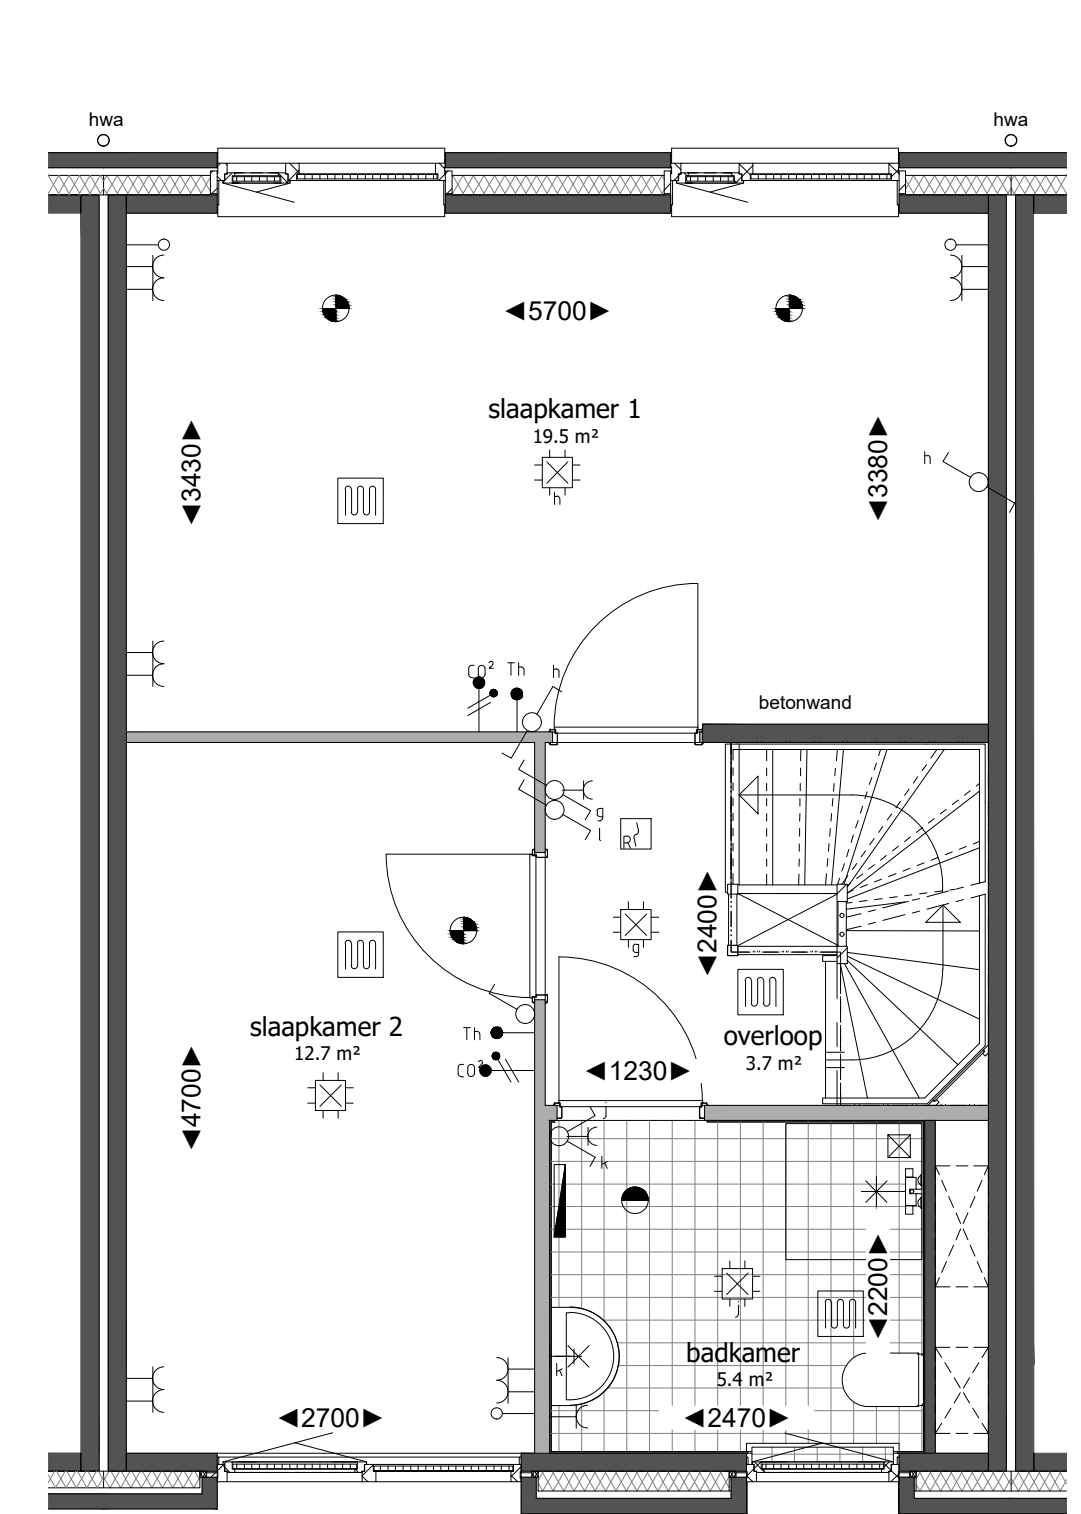 hwa
hwa
5700
slaapkamer 1
19.5 m²
3430
3380
h
h
CO²
Th
h
betonwand
g
l
R
2400
g
slaapkamer 2
12.7 m²
Th
CO²
overloop
3.7 m²
1230
4700
k
2200
j
badkamer
5.4 m²
k
2700
2470